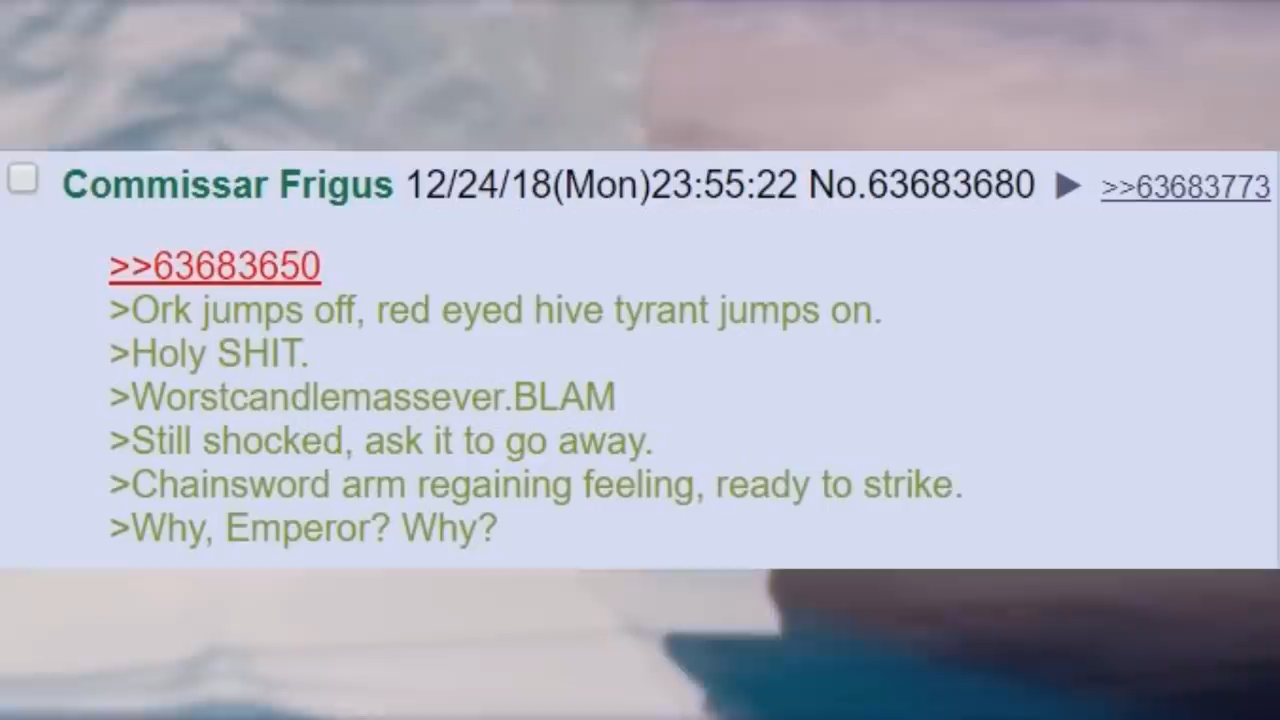 Commissar Frigus 12/24/18(Mon)23:55:22 No.63683680 ▶ >>63683773
>>63683650
>Ork jumps off, red eyed hive tyrant jumps on.
>Holy SHIT.
>Worstcandlemassever.BLAM
>Still shocked, ask it to go away.
>Chainsword arm regaining feeling, ready to strike.
>Why, Emperor? Why?